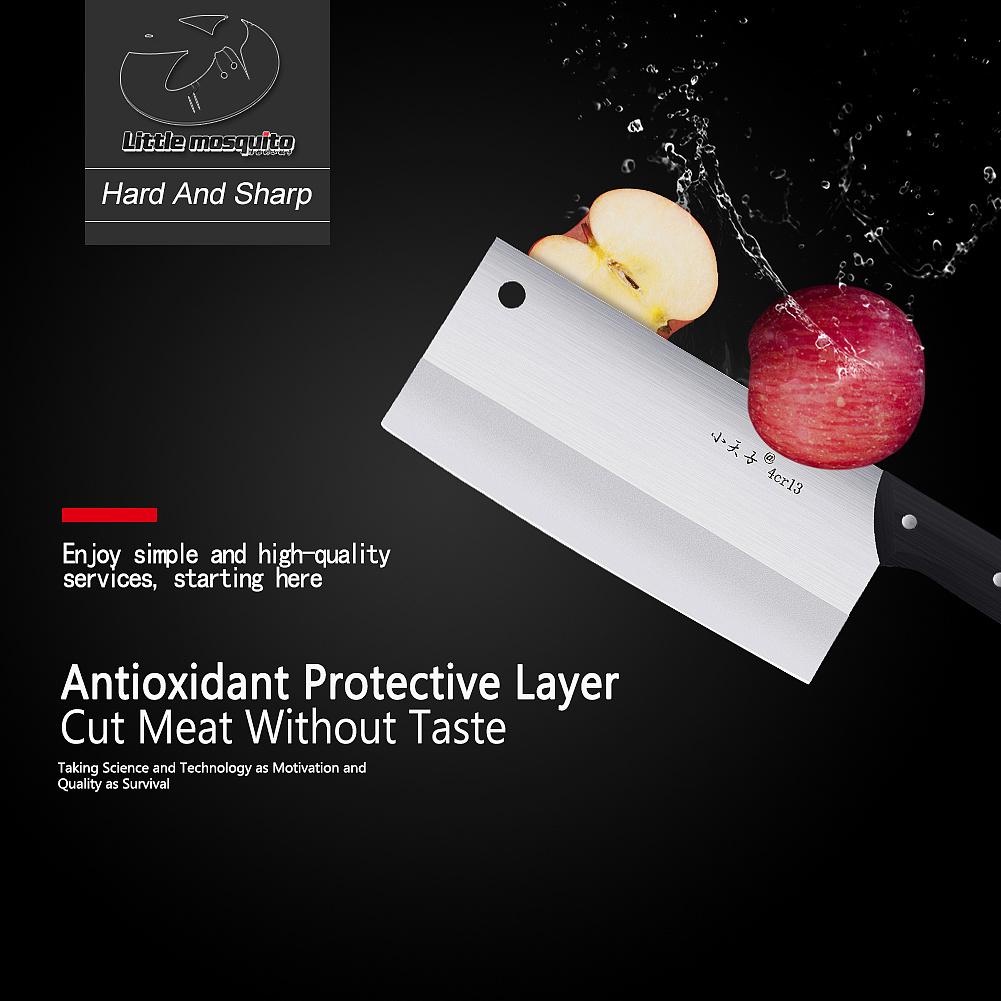 Little mosquito
Hard And Sharp
小天子@
4cr13
Enjoy simple and high-quality
services, starting here
Antioxidant Protective Layer
Cut Meat Without Taste
Taking Science and Technology as Motivation and
Quality as Survival